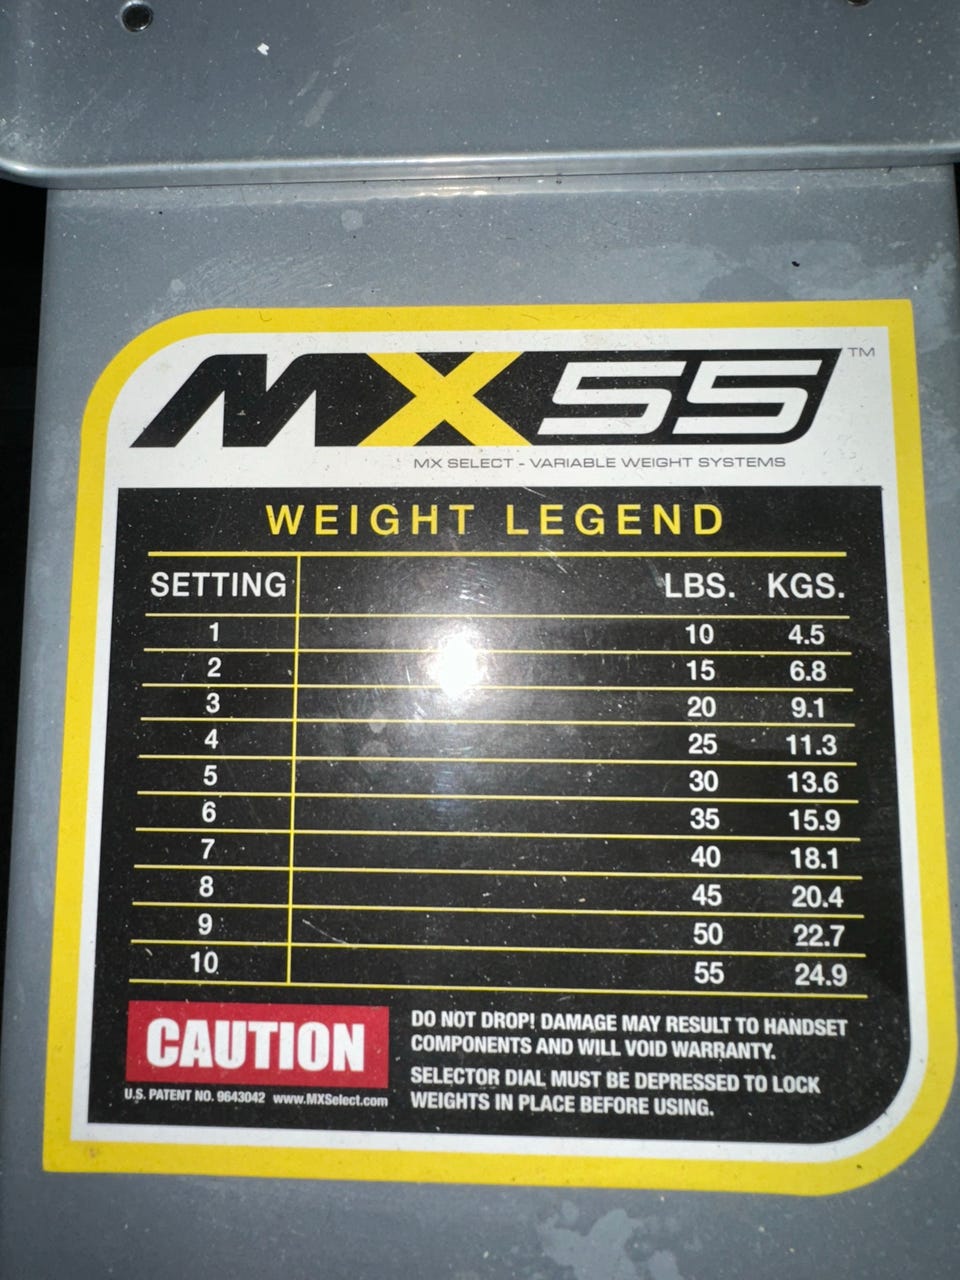 MX55™
MX SELECT - VARIABLE WEIGHT SYSTEMS
WEIGHT LEGEND
SETTING LBS. KGS.
1 10 4.5
2 15 6.8
3 20 9.1
4 25 11.3
5 30 13.6
6 35 15.9
7 40 18.1
8 45 20.4
9 50 22.7
10 55 24.9
CAUTION
U.S. PATENT NO. 9643042 www.MXSelect.com
DO NOT DROP! DAMAGE MAY RESULT TO HANDSET
COMPONENTS AND WILL VOID WARRANTY.
SELECTOR DIAL MUST BE DEPRESSED TO LOCK
WEIGHTS IN PLACE BEFORE USING.